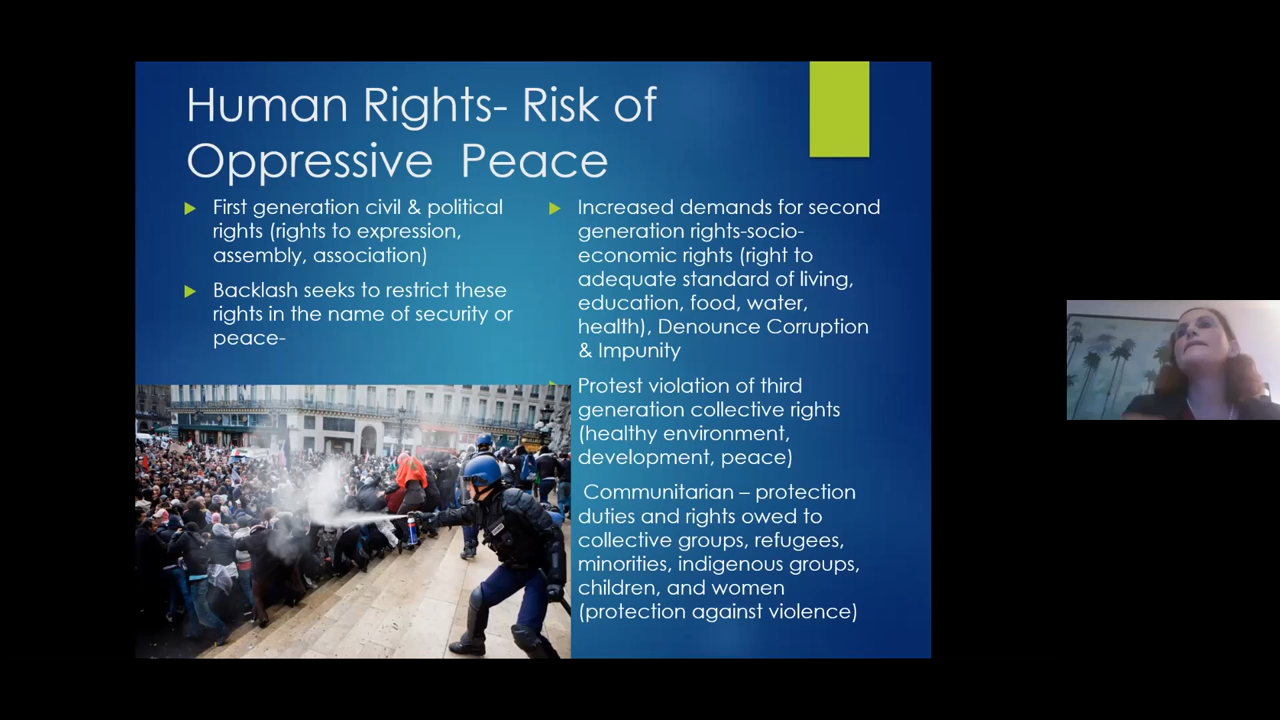 Human Rights- Risk of
Oppressive Peace
First generation civil & political
rights (rights to expression,
assembly, association)
Backlash seeks to restrict these
rights in the name of security or
peace-
Increased demands for second
generation rights-socio-
economic rights (right to
adequate standard of living,
education, food, water,
health), Denounce Corruption
& Impunity
Protest violation of third
generation collective rights
(healthy environment,
development, peace)
Communitarian – protection
duties and rights owed to
collective groups, refugees,
minorities, indigenous groups,
children, and women
(protection against violence)